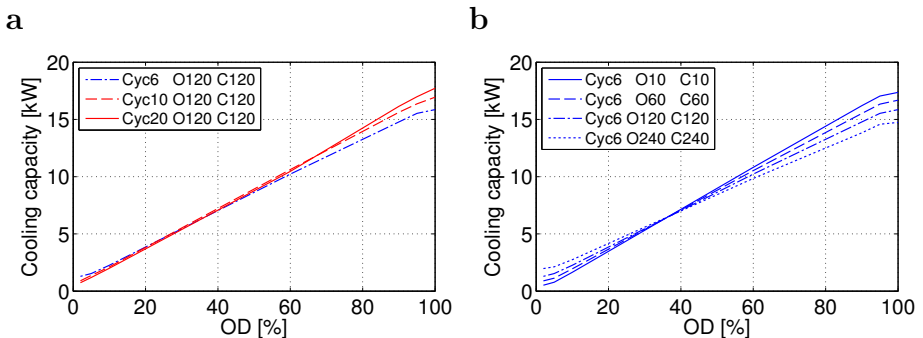 a
Cooling capacity [kW]
20
15
10
5
0
Cyc6 O120 C120
Cyc10 O120 C120
Cyc20 O120 C120
0 20 40 60 80 100
OD [%]
b
Cooling capacity [kW]
20
15
10
5
0
Cyc6 O10 C10
Cyc6 O60 C60
Cyc6 O120 C120
Cyc6 O240 C240
0 20 40 60 80 100
OD [%]